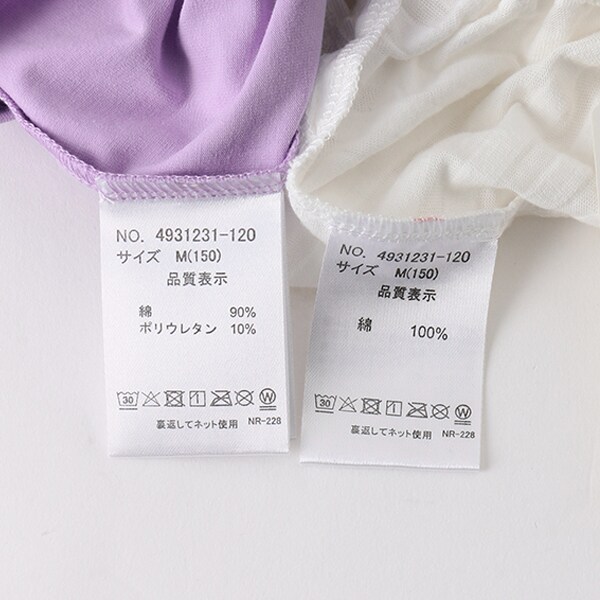 NO. 4931231-120
サイズ M(150)
品質表示
綿 90%
ポリウレタン 10%
30 W
裏返してネット使用 NR-228
NO. 4931231-120
サイズ M(150)
品質表示
綿 100%
30 W
裏返してネット使用 NR-228